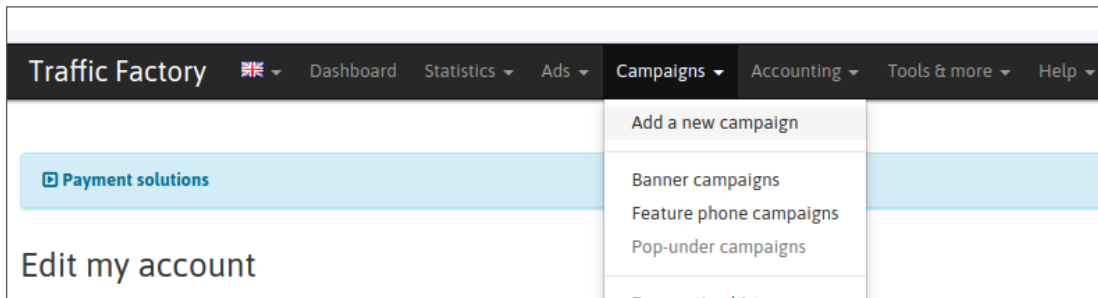 Traffic Factory Dashboard Statistics Ads Campaigns Accounting Tools & more Help
Add a new campaign
Payment solutions
Banner campaigns
Feature phone campaigns
Pop-under campaigns
Edit my account